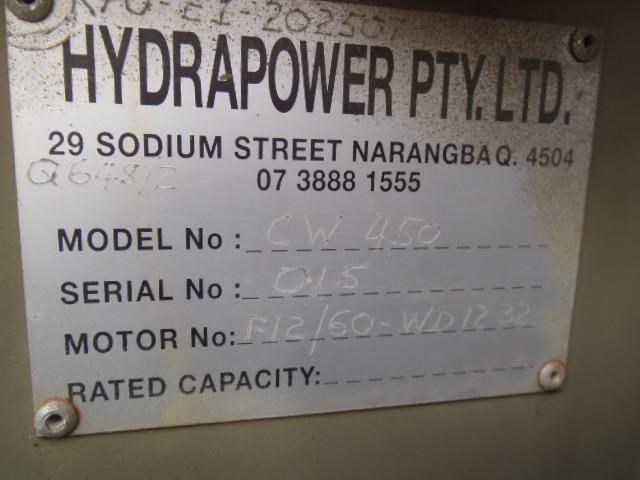 HYDRAPOWER PTY. LTD.
29 SODIUM STREET NARANGBA Q. 4504
Q648/2 07 3888 1555
MODEL No : CW 450
SERIAL No : 015
MOTOR No: F12/60-WD1232
RATED CAPACITY: